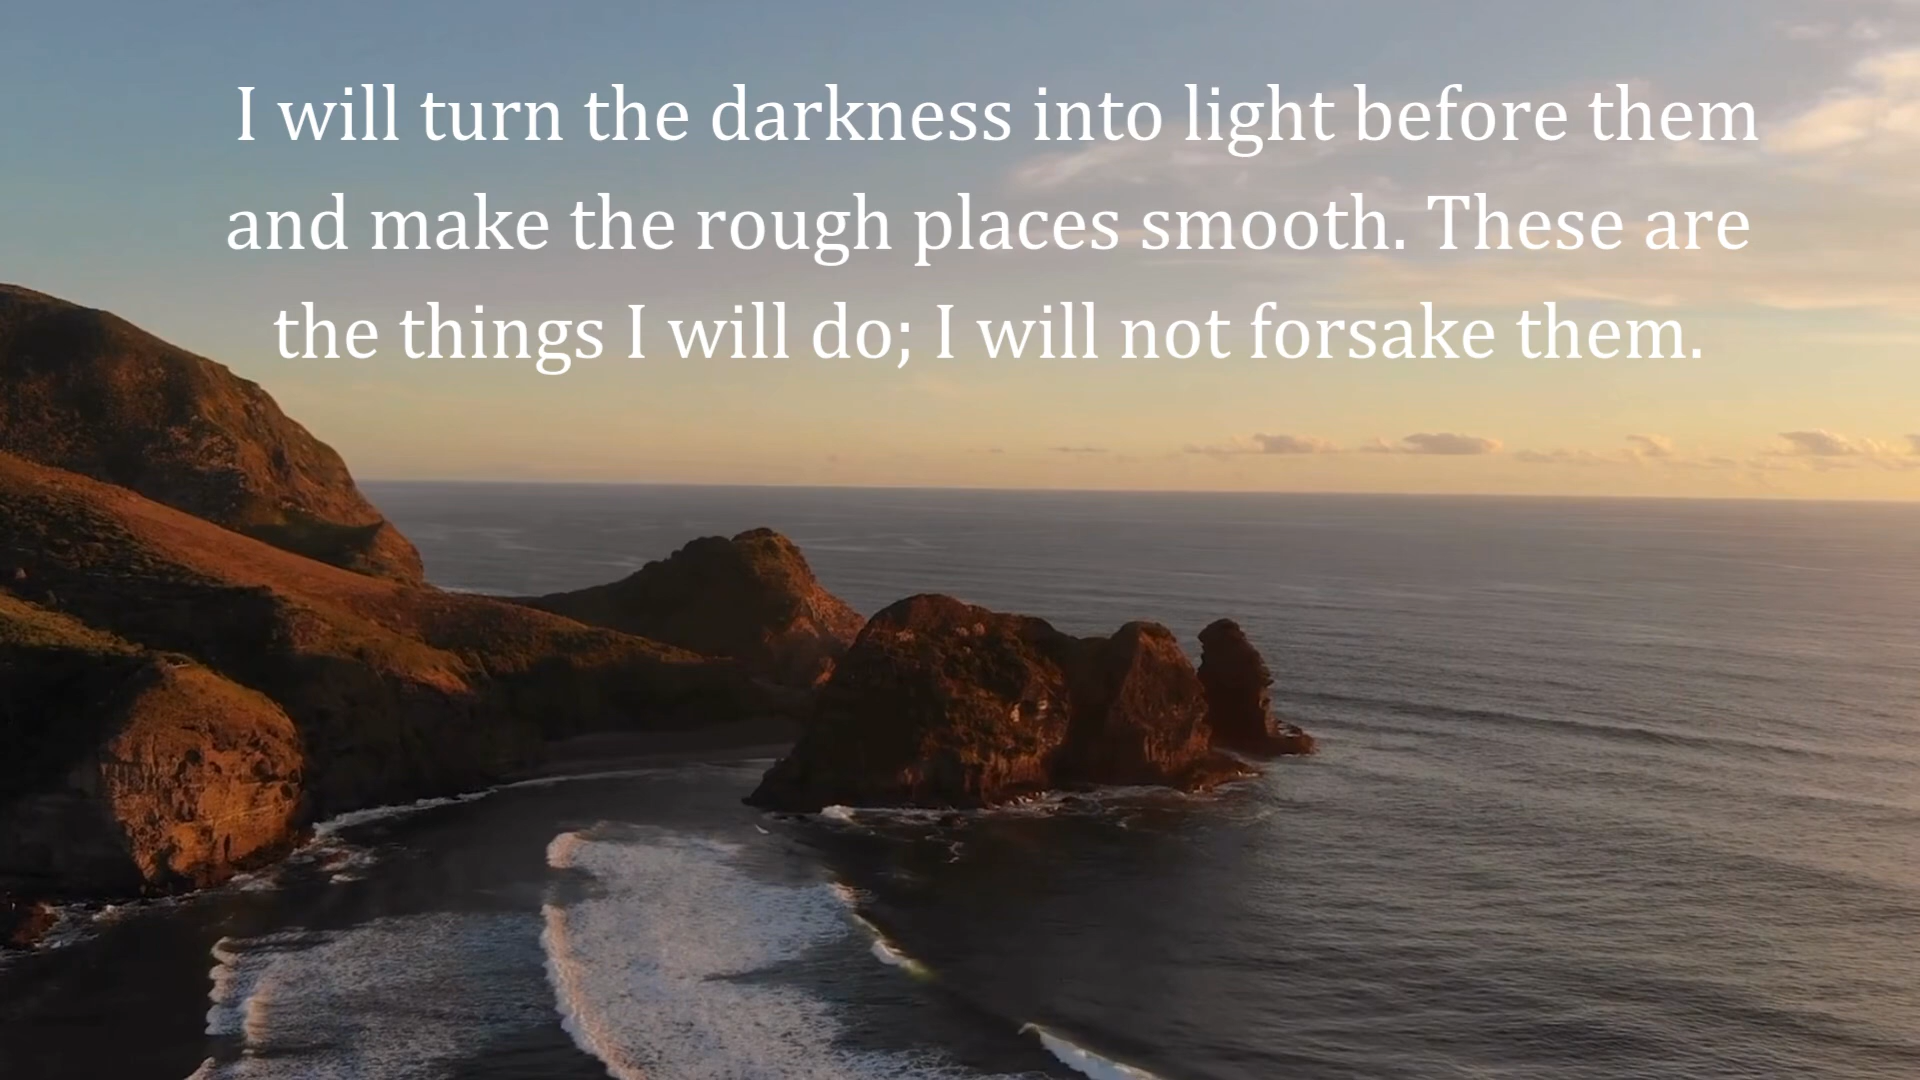 I will turn the darkness into light before them
and make the rough places smooth. These are
the things I will do; I will not forsake them.